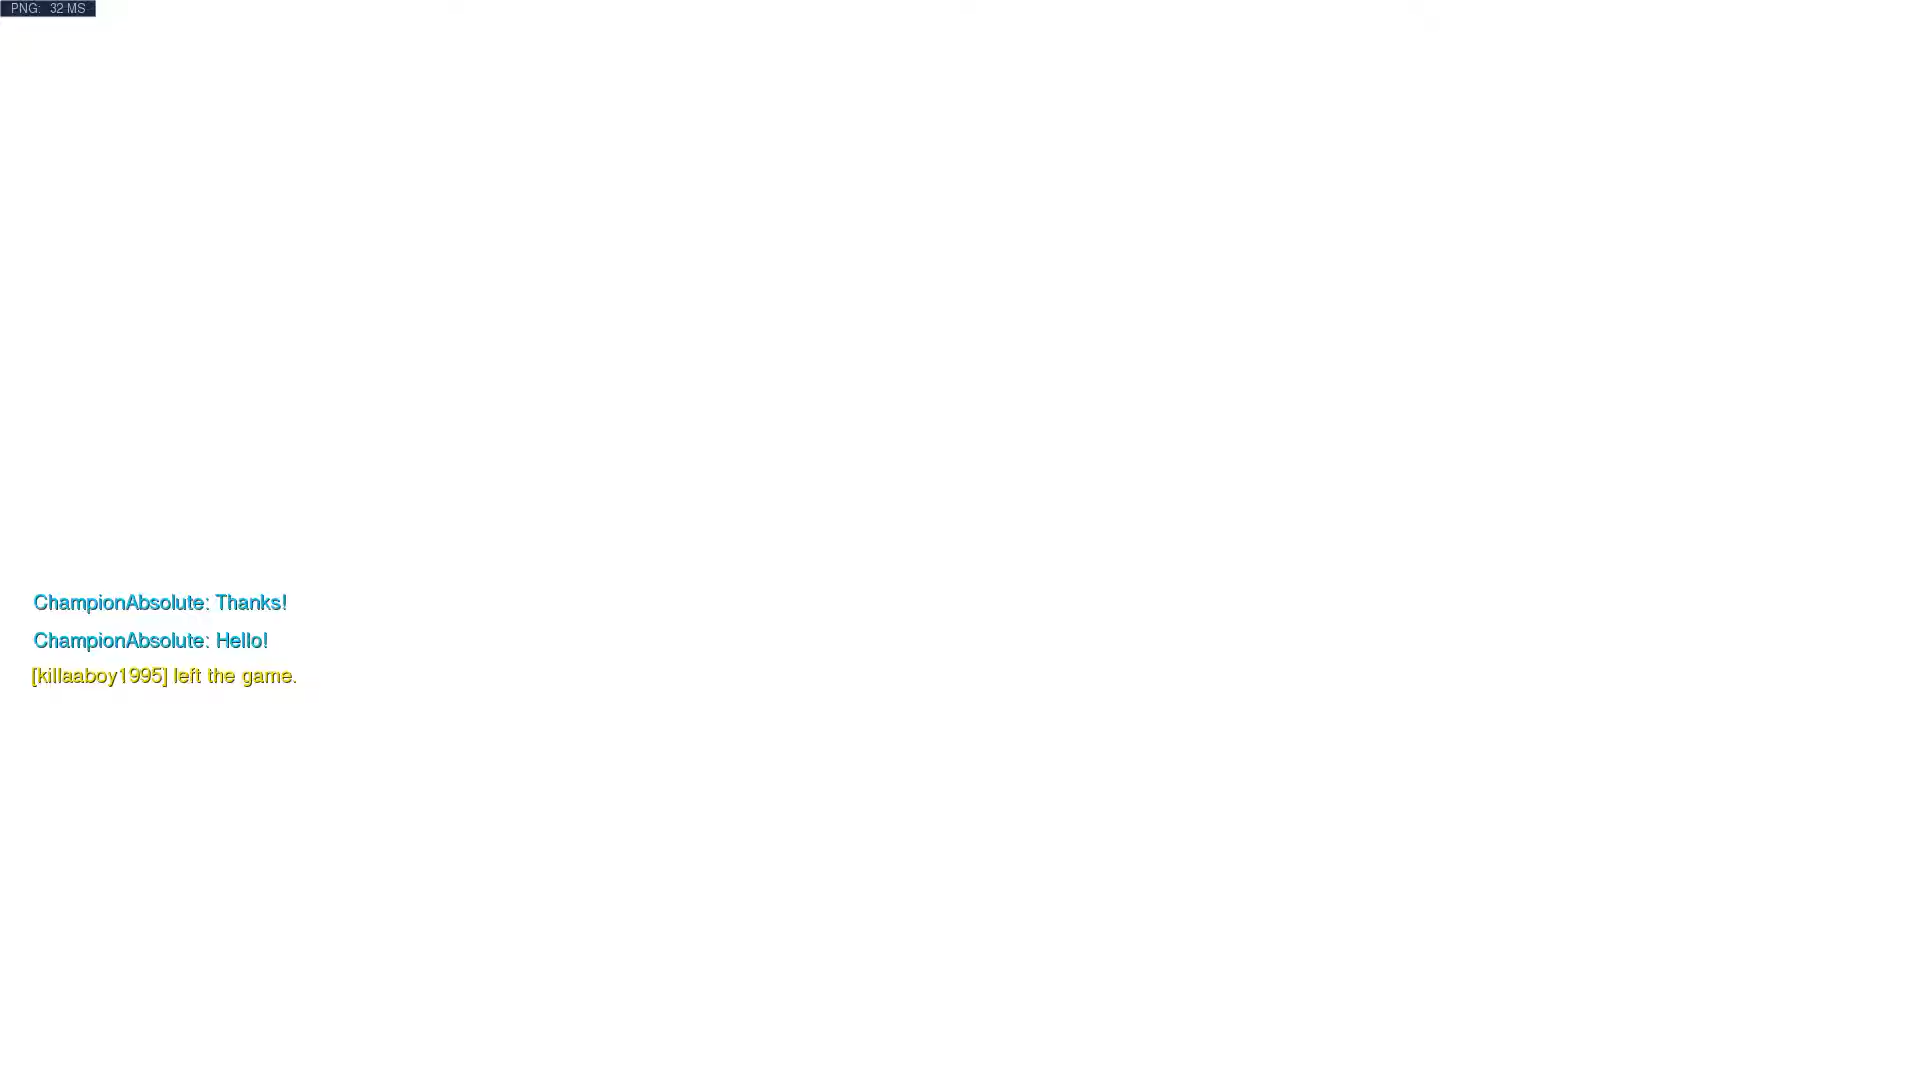 PNG: 32 MS
ChampionAbsolute: Thanks!
ChampionAbsolute: Hello!
[killaaboy1995] left the game.